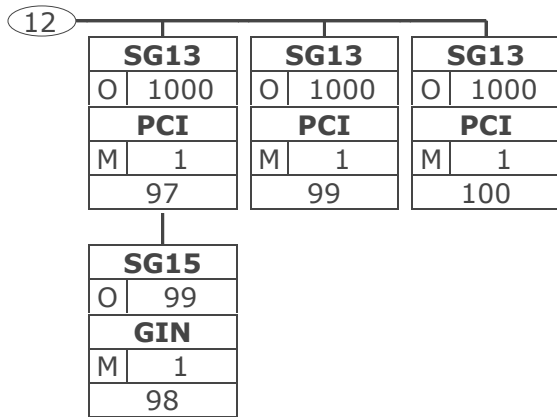 12
SG13 SG13 SG13
O 1000 O 1000 O 1000
PCI PCI PCI
M 1 M 1 M 1
97 99 100
SG15
O 99
GIN
M 1
98